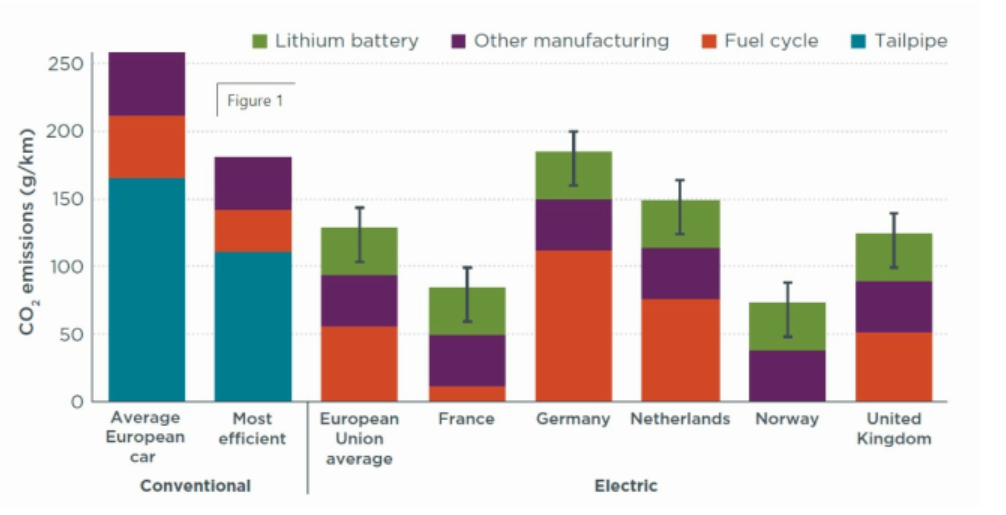 Lithium battery Other manufacturing Fuel cycle Tailpipe
Figure 1
CO2 emissions (g/km)
250
200
150
100
50
0
Average European car
Most efficient
European Union average
France
Germany
Netherlands
Norway
United Kingdom
Conventional
Electric